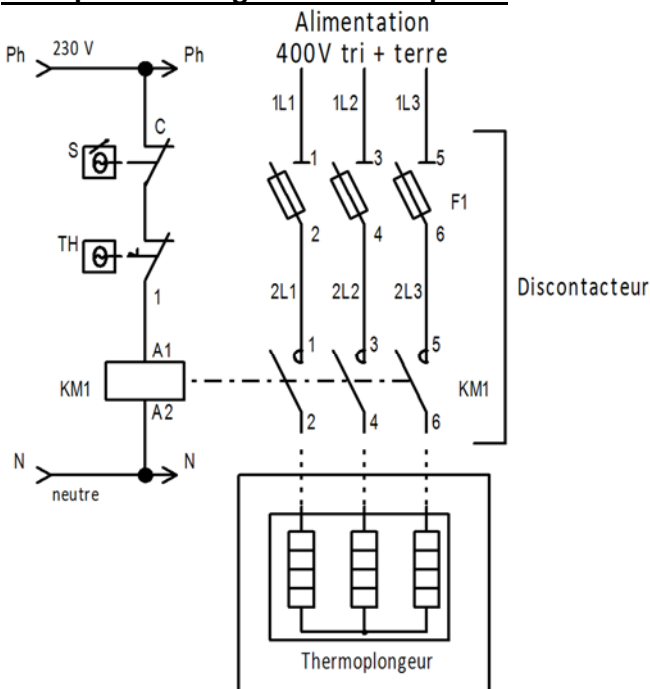 Alimentation
400V tri + terre
Ph
230 V
Ph
1L1
1L2
1L3
C
S
1
3
5
F1
2
4
6
TH
1
2L1
2L2
2L3
Discontacteur
A1
KM1
A2
1
3
5
KM1
2
4
6
N
N
neutre
Thermoplongeur